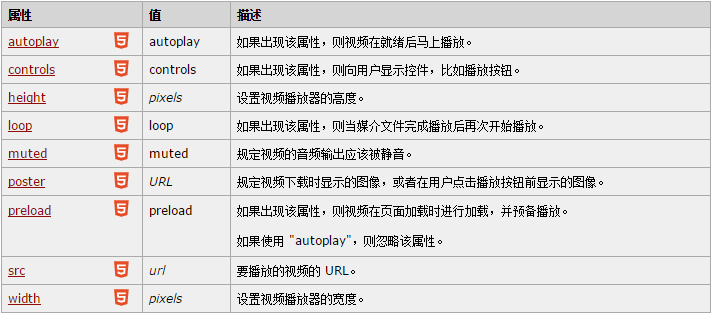 属性 值 描述
autoplay 5 autoplay 如果出现该属性，则视频在就绪后马上播放。
controls 5 controls 如果出现该属性，则向用户显示控件，比如播放按钮。
height 5 pixels 设置视频播放器的高度。
loop 5 loop 如果出现该属性，则当媒介文件完成播放后再次开始播放。
muted 5 muted 规定视频的音频输出应该被静音。
poster 5 URL 规定视频下载时显示的图像，或者在用户点击播放按钮前显示的图像。
preload 5 preload 如果出现该属性，则视频在页面加载时进行加载，并预备播放。
如果使用 "autoplay"，则忽略该属性。
src 5 url 要播放的视频的 URL。
width 5 pixels 设置视频播放器的宽度。